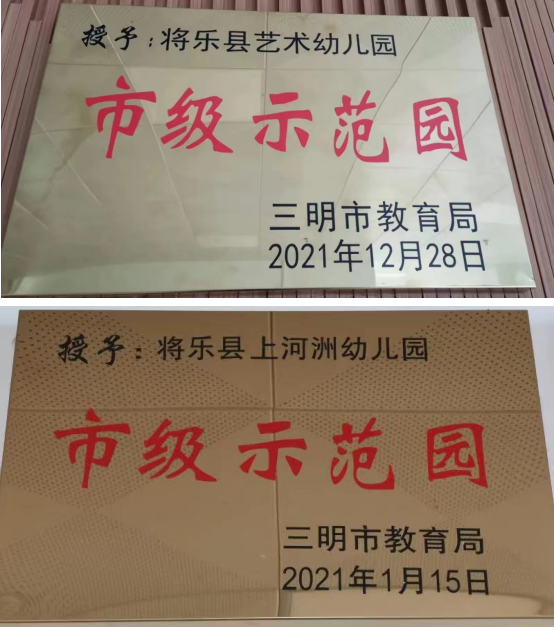 授予：将乐县艺术幼儿园
市级示范园
三明市教育局
2021年12月28日
授予：将乐县上河洲幼儿园
市级示范园
三明市教育局
2021年1月15日